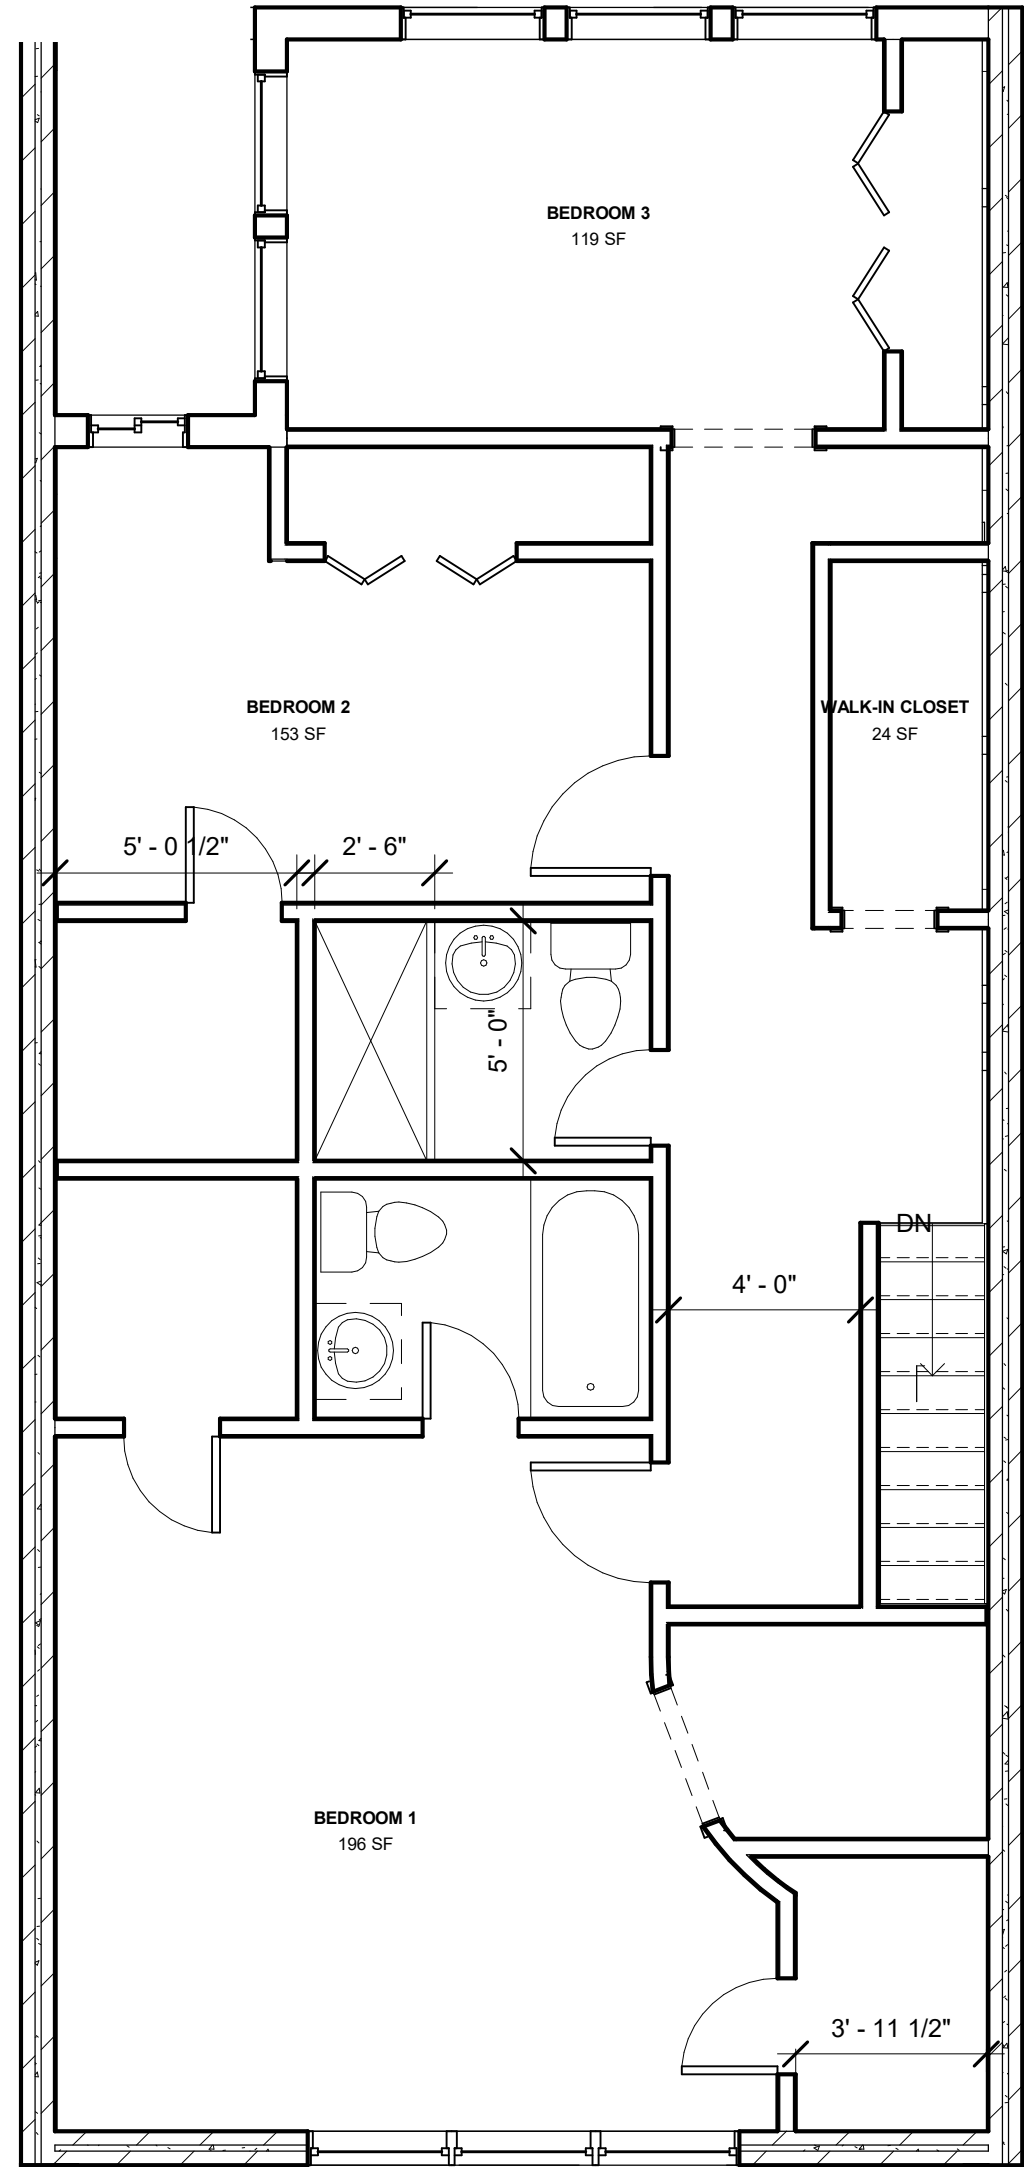 BEDROOM 3
119 SF
BEDROOM 2
153 SF
WALK-IN CLOSET
24 SF
5' - 0 1/2"
2' - 6"
5' - 0"
DN
4' - 0"
BEDROOM 1
196 SF
3' - 11 1/2"